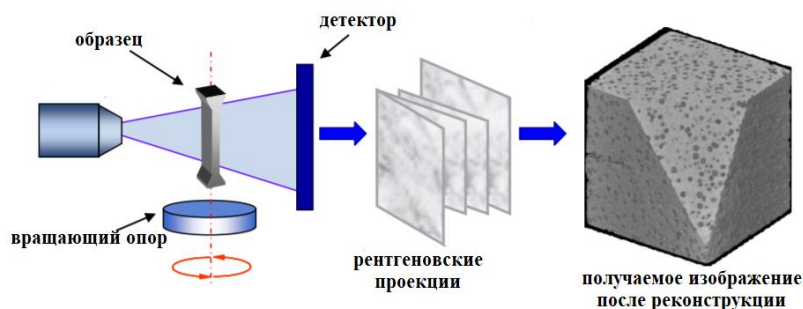 детектор
образец
вращающий опор
рентгеновские
проекции
получаемое изображение
после реконструкции